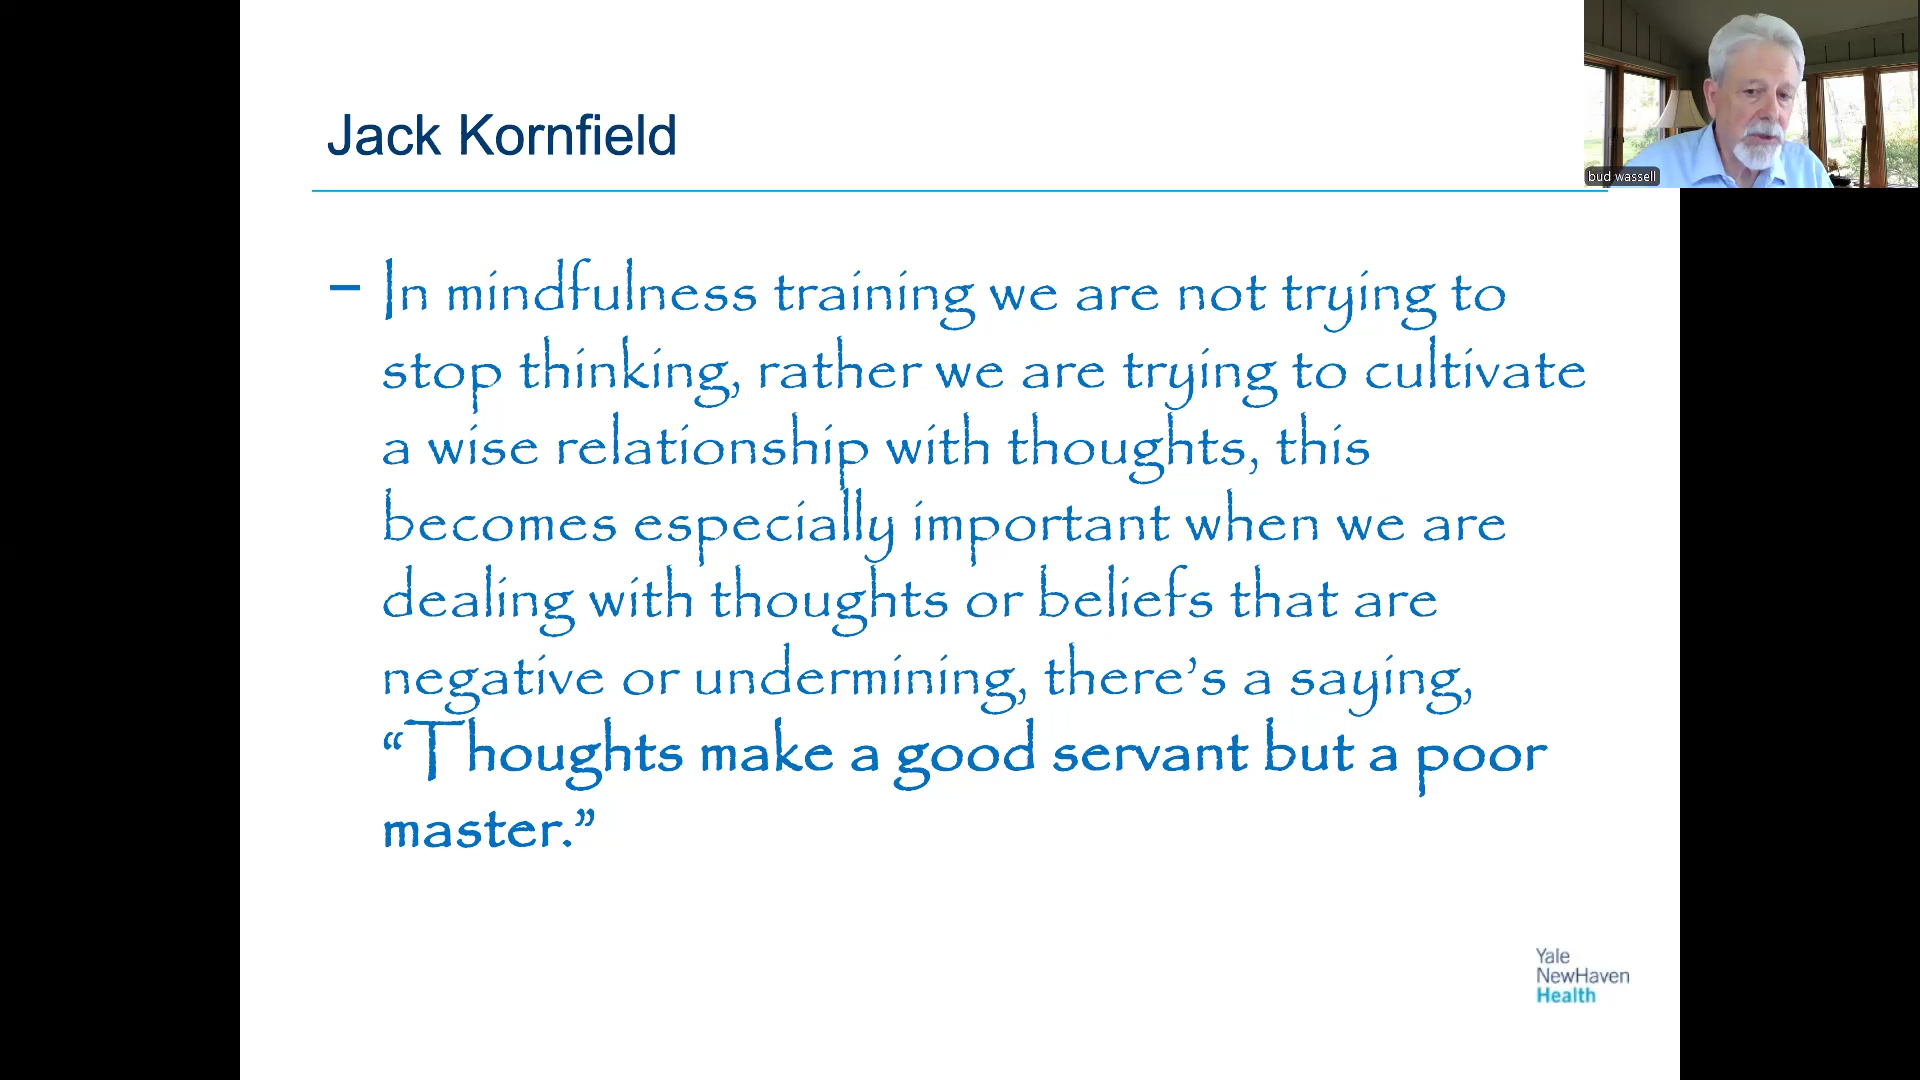 Jack Kornfield
bud wassell
– In mindfulness training we are not trying to
stop thinking, rather we are trying to cultivate
a wise relationship with thoughts, this
becomes especially important when we are
dealing with thoughts or beliefs that are
negative or undermining, there’s a saying,
“Thoughts make a good servant but a poor
master.”
Yale
NewHaven
Health